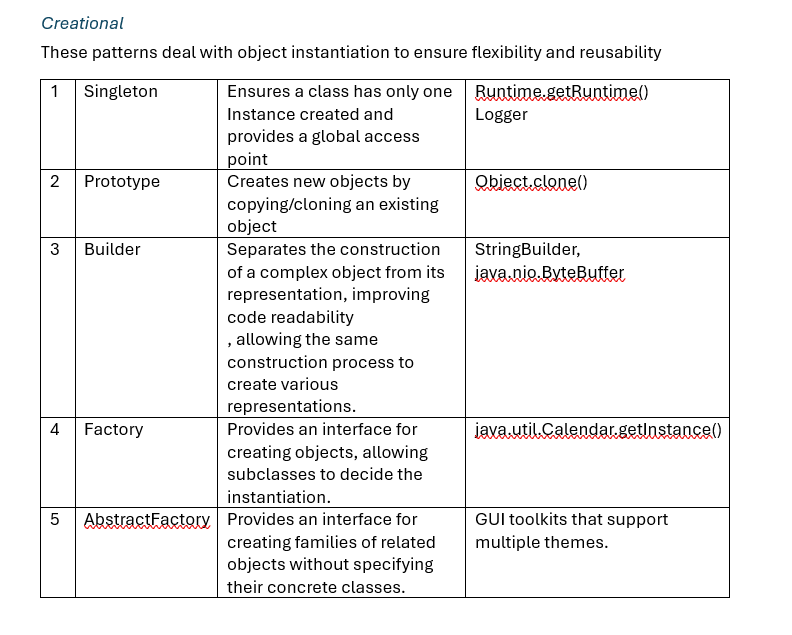 Creational
These patterns deal with object instantiation to ensure flexibility and reusability
1
Singleton
Ensures a class has only one
Instance created and
provides a global access
point
Runtime.getRuntime()
Logger
2
Prototype
Creates new objects by
copying/cloning an existing
object
Object.clone()
3
Builder
Separates the construction
of a complex object from its
representation, improving
code readability
, allowing the same
construction process to
create various
representations.
StringBuilder,
java.nio.ByteBuffer
4
Factory
Provides an interface for
creating objects, allowing
subclasses to decide the
instantiation.
java.util.Calendar.getInstance()
5
AbstractFactory
Provides an interface for
creating families of related
objects without specifying
their concrete classes.
GUI toolkits that support
multiple themes.